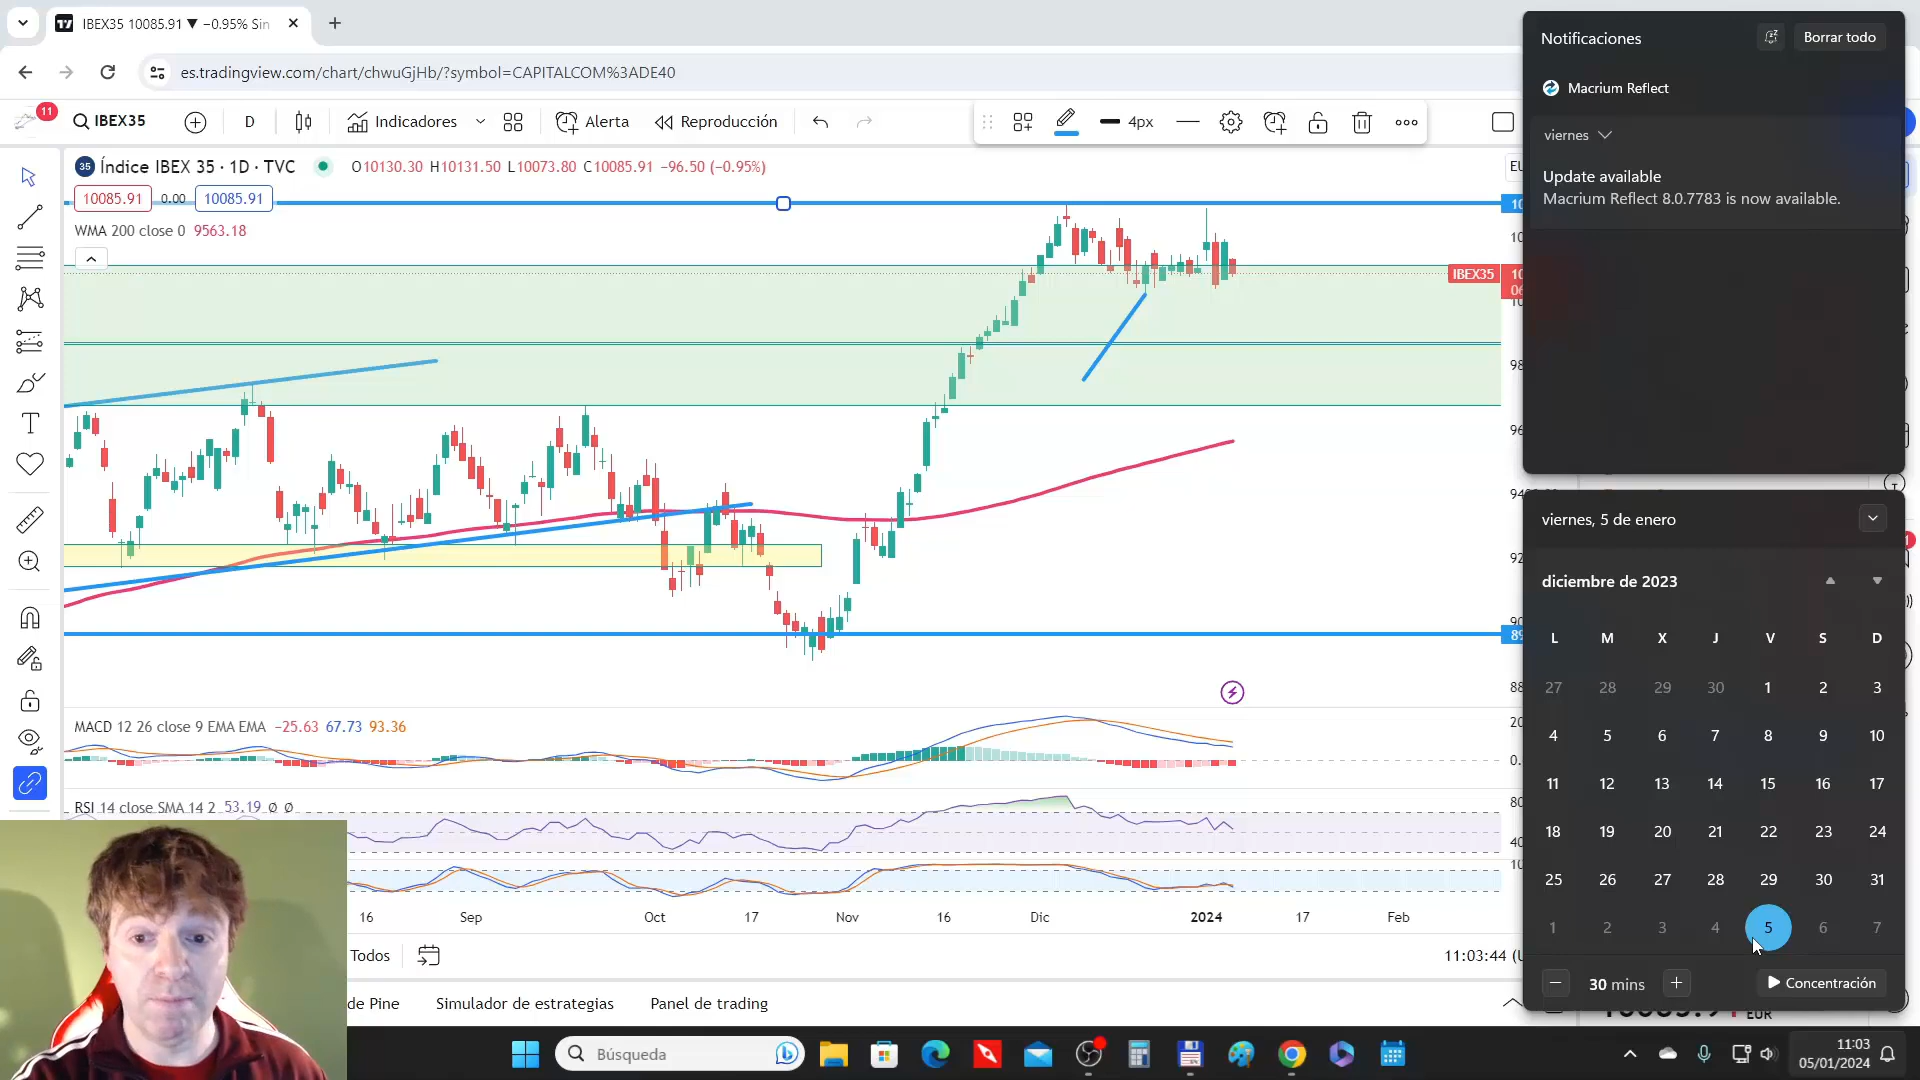 IBEX35 10085.91 ▼ −0.95% Sin
es.tradingview.com/chart/chwuGjHb/?symbol=CAPITALCOM%3ADE40
11
IBEX35
D
Indicadores
Alerta
Reproducción
4px
35 Índice IBEX 35 · 1D · TVC
O10130.30 H10131.50 L10073.80 C10085.91 −96.50 (−0.95%)
10085.91 0.00 10085.91
WMA 200 close 0 9563.18
IBEX35
MACD 12 26 close 9 EMA EMA −25.63 67.73 93.36
RSI 14 close SMA 14 2 53.19 ∅ ∅
16 Sep Oct 17 Nov 16 Dic 2024 17 Feb
Todos
11:03:44
de Pine
Simulador de estrategias
Panel de trading
Notificaciones
Borrar todo
Macrium Reflect
viernes
Update available
Macrium Reflect 8.0.7783 is now available.
viernes, 5 de enero
diciembre de 2023
L M X J V S D
27 28 29 30 1 2 3
4 5 6 7 8 9 10
11 12 13 14 15 16 17
18 19 20 21 22 23 24
25 26 27 28 29 30 31
1 2 3 4 5 6 7
30 mins
Concentración
EUR
Búsqueda
11:03
05/01/2024